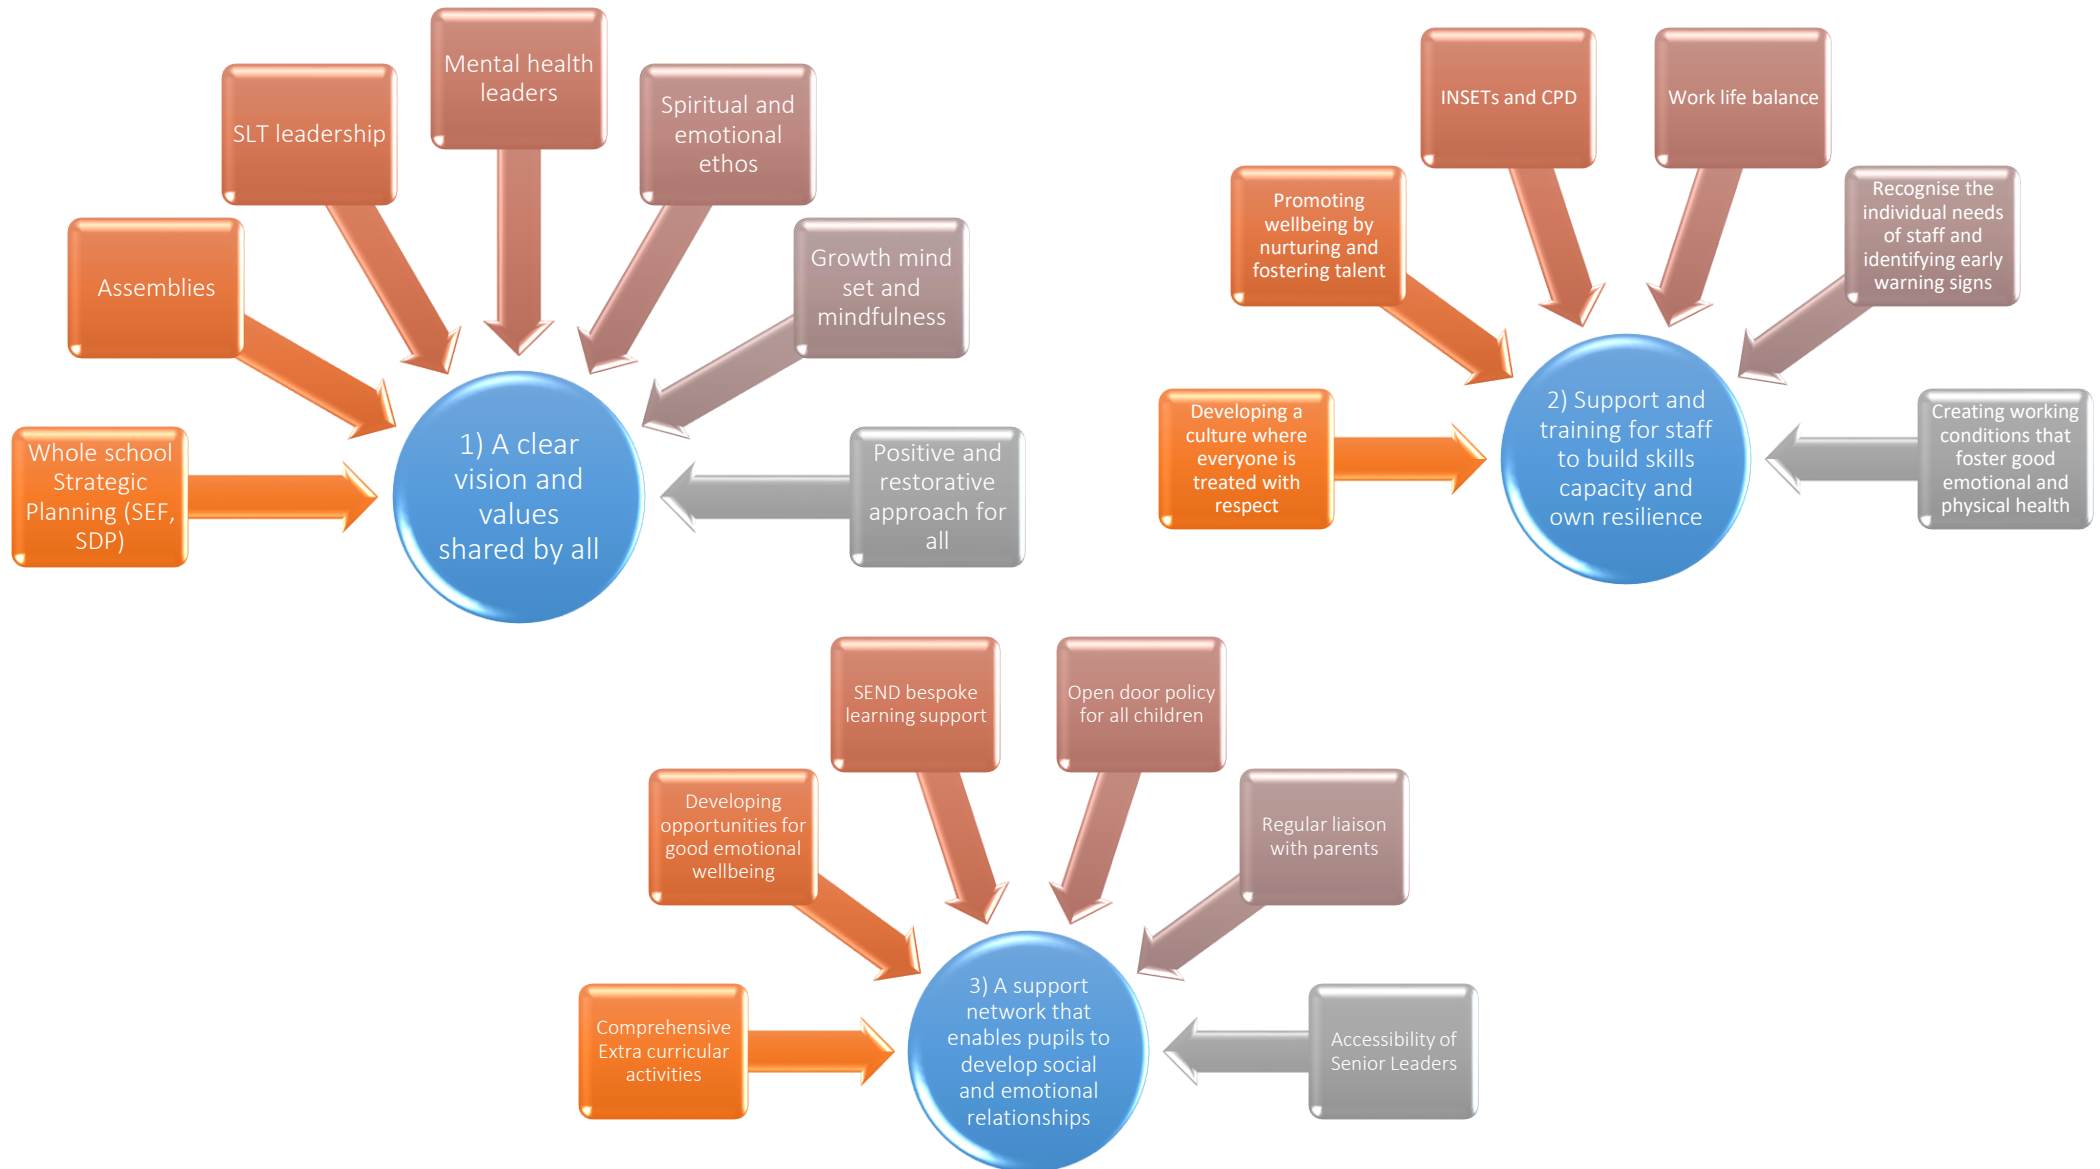 Whole school
Strategic
Planning (SEF,
SDP)
Assemblies
SLT leadership
Mental health
leaders
Spiritual and
emotional
ethos
Growth mind
set and
mindfulness
Positive and
restorative
approach for
all
1) A clear
vision and
values
shared by all
Developing a
culture where
everyone is
treated with
respect
Promoting
wellbeing by
nurturing and
fostering talent
INSETs and CPD
Work life balance
Recognise the
individual needs
of staff and
identifying early
warning signs
Creating working
conditions that
foster good
emotional and
physical health
2) Support and
training for staff
to build skills
capacity and
own resilience
Comprehensive
Extra curricular
activities
Developing
opportunities for
good emotional
wellbeing
SEND bespoke
learning support
Open door policy
for all children
Regular liaison
with parents
Accessibility of
Senior Leaders
3) A support
network that
enables pupils to
develop social
and emotional
relationships